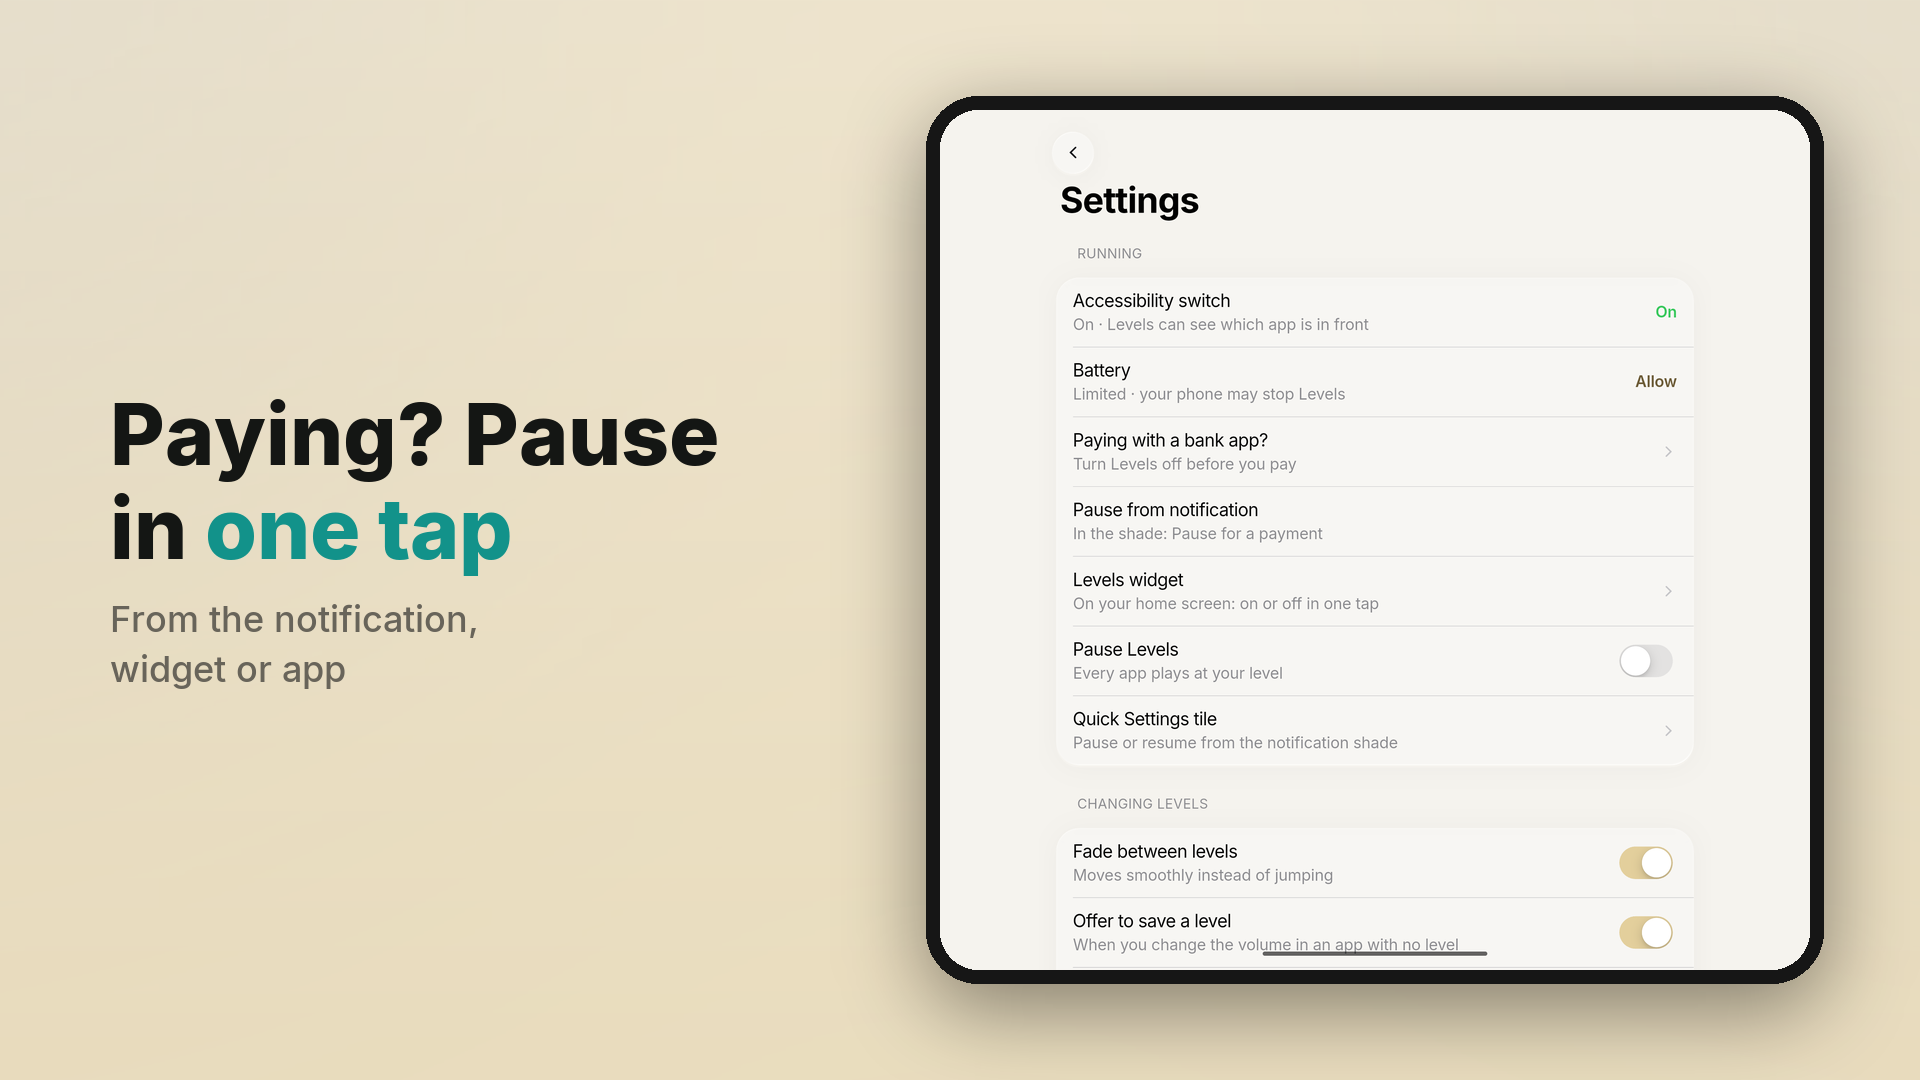 Paying? Pause
in one tap
From the notification,
widget or app
Settings
RUNNING
Accessibility switch
On · Levels can see which app is in front
On
Battery
Limited · your phone may stop Levels
Allow
Paying with a bank app?
Turn Levels off before you pay
Pause from notification
In the shade: Pause for a payment
Levels widget
On your home screen: on or off in one tap
Pause Levels
Every app plays at your level
Quick Settings tile
Pause or resume from the notification shade
CHANGING LEVELS
Fade between levels
Moves smoothly instead of jumping
Offer to save a level
When you change the volume in an app with no level